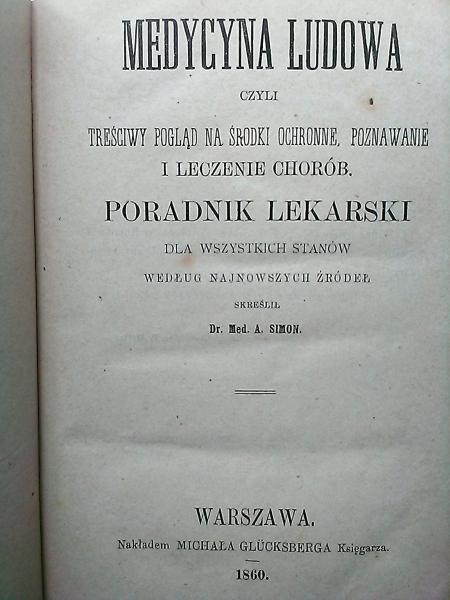 MEDYCYNA LUDOWA
CZYLI
TREŚCIWY POGLĄD NA ŚRODKI OCHRONNE, POZNAWANIE
I LECZENIE CHORÓB.
PORADNIK LEKARSKI
DLA WSZYSTKICH STANÓW
WEDŁUG NAJNOWSZYCH ŹRÓDEŁ
SKREŚLIŁ
Dr. Med. A. SIMON.
WARSZAWA.
Nakładem MICHAŁA GLÜCKSBERGA Księgarza.
1860.